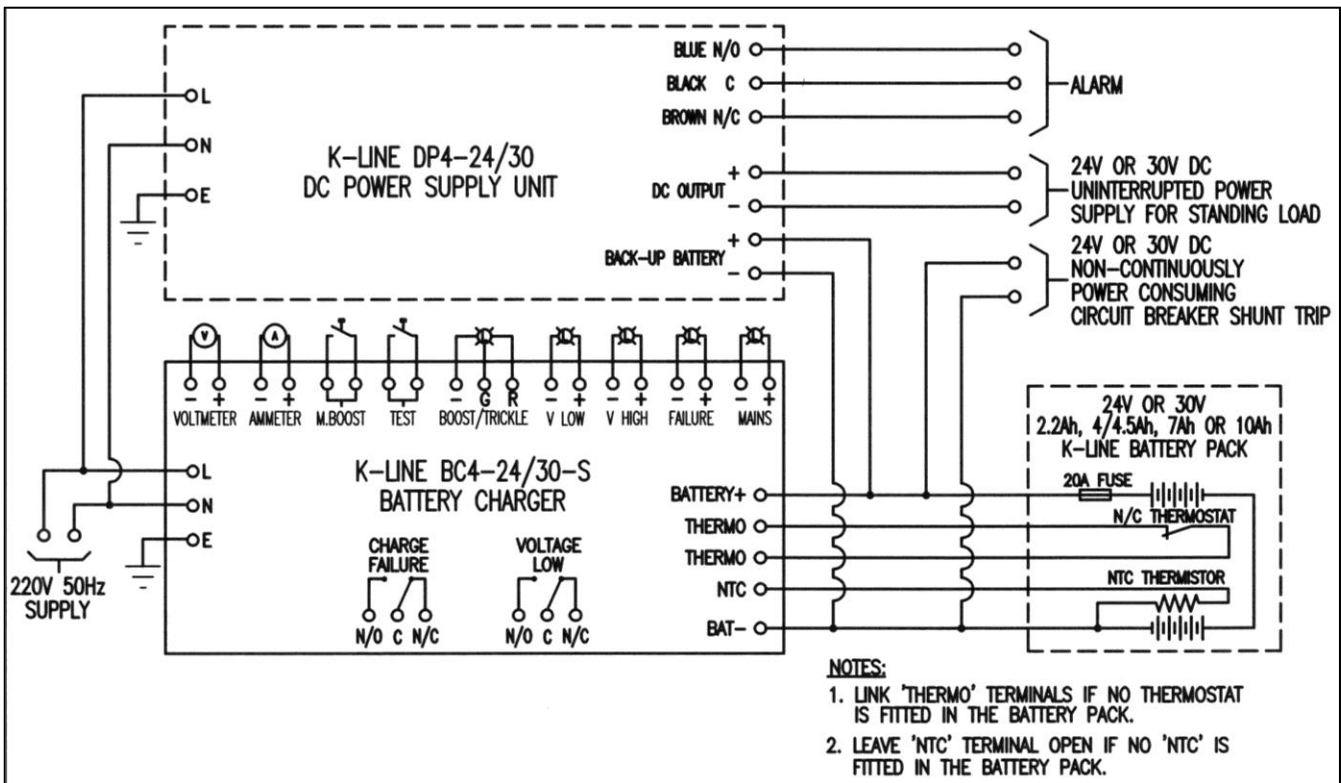 BLUE N/O
BLACK C
BROWN N/C
ALARM
L
N
E
K-LINE DP4-24/30
DC POWER SUPPLY UNIT
+
DC OUTPUT
-
+
BACK-UP BATTERY
-
24V OR 30V DC
UNINTERRUPTED POWER
SUPPLY FOR STANDING LOAD
24V OR 30V DC
NON-CONTINUOUSLY
POWER CONSUMING
CIRCUIT BREAKER SHUNT TRIP
V
A
- +
VOLTMETER
- +
AMMETER
M.BOOST
TEST
- G R
BOOST/TRICKLE
- +
V LOW
- +
V HIGH
- +
FAILURE
- +
MAINS
L
N
E
K-LINE BC4-24/30-S
BATTERY CHARGER
220V 50Hz
SUPPLY
CHARGE
FAILURE
N/O C N/C
VOLTAGE
LOW
N/O C N/C
BATTERY+
THERMO
THERMO
NTC
BAT-
24V OR 30V
2.2Ah, 4/4.5Ah, 7Ah OR 10Ah
K-LINE BATTERY PACK
20A FUSE
N/C THERMOSTAT
NTC THERMISTOR
NOTES:
1. LINK 'THERMO' TERMINALS IF NO THERMOSTAT
IS FITTED IN THE BATTERY PACK.
2. LEAVE 'NTC' TERMINAL OPEN IF NO 'NTC' IS
FITTED IN THE BATTERY PACK.